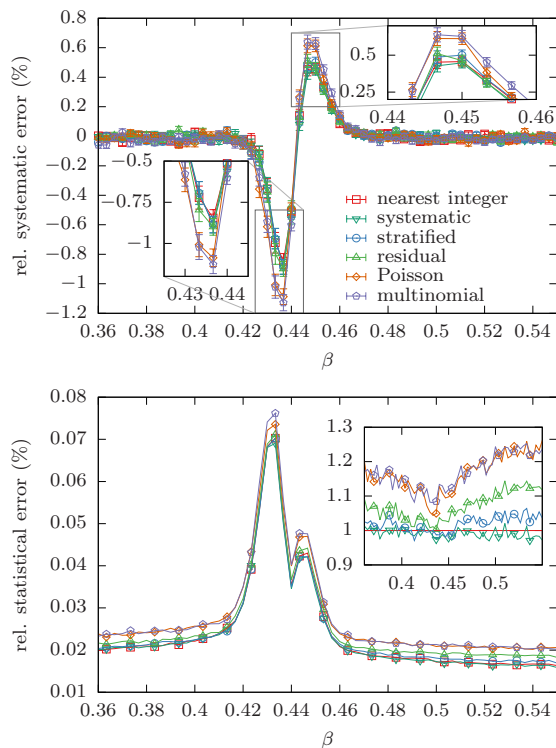 rel. systematic error (%)
0.8
0.6
0.4
0.2
0
−0.2
−0.4
−0.6
−0.8
−1
−1.2
0.36 0.38 0.4 0.42 0.44 0.46 0.48 0.5 0.52 0.54
β
0.5
0.25
0.44 0.45 0.46
−0.5
−0.75
−1
0.43 0.44
nearest integer
systematic
stratified
residual
Poisson
multinomial
rel. statistical error (%)
0.08
0.07
0.06
0.05
0.04
0.03
0.02
0.01
0.36 0.38 0.4 0.42 0.44 0.46 0.48 0.5 0.52 0.54
β
1.3
1.2
1.1
1
0.9
0.4 0.45 0.5